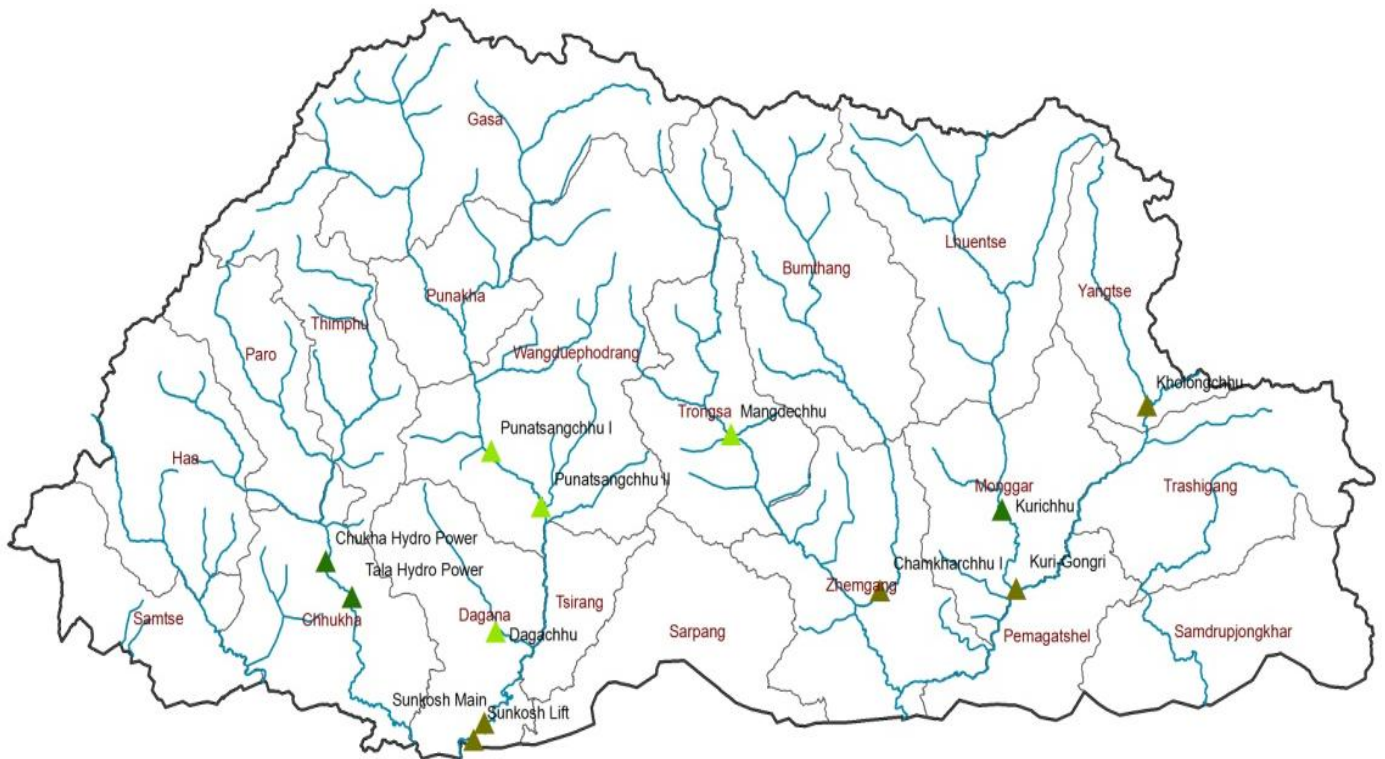 Gasa
Lhuentse
Bumthang
Yangtse
Punakha
Thimphu
Paro
Wangduephodrang
Kholongchhu
Trongsa
Mangdechhu
Punatsangchhu I
Haa
Punatsangchhu II
Monggar
Trashigang
Kurichhu
Chukha Hydro Power
Chamkharchhu I
Kuri-Gongri
Tala Hydro Power
Zhemgang
Tsirang
Dagana
Samtse
Chhukha
Dagachhu
Sarpang
Pemagatshel
Samdrupjongkhar
Sunkosh Main
Sunkosh Lift